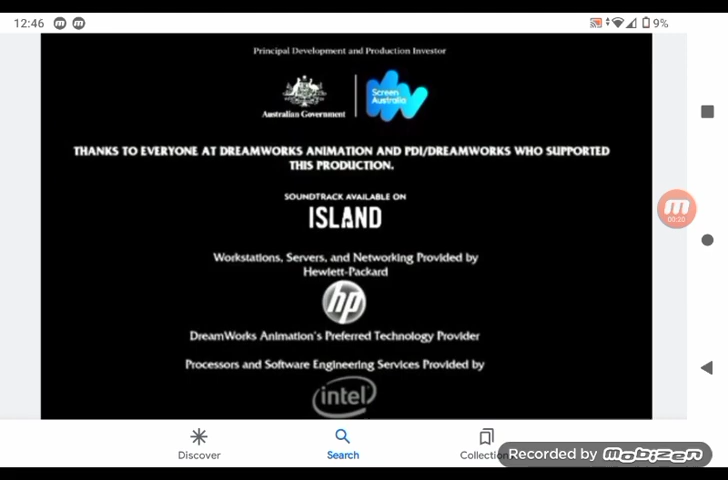 12:46
9%
Principal Development and Production Investor
Australian Government
Screen
Australia
THANKS TO EVERYONE AT DREAMWORKS ANIMATION AND PDI/DREAMWORKS WHO SUPPORTED
THIS PRODUCTION.
SOUNDTRACK AVAILABLE ON
ISLAND
00:20
Workstations, Servers, and Networking Provided by
Hewlett-Packard
hp
DreamWorks Animation's Preferred Technology Provider
Processors and Software Engineering Services Provided by
intel
Discover
Search
Collection
Recorded by Mobizen